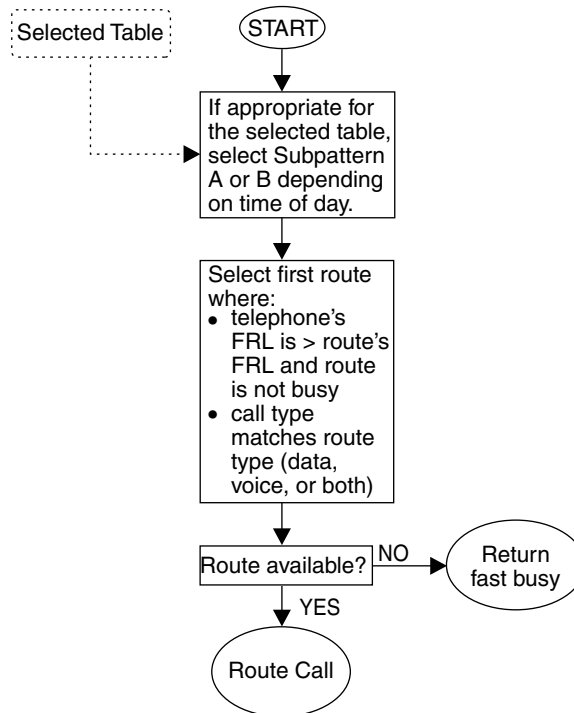 Selected Table
START
If appropriate for
the selected table,
select Subpattern
A or B depending
on time of day.
Select first route
where:
• telephone's
FRL is > route's
FRL and route
is not busy
• call type
matches route
type (data,
voice, or both)
Route available?
NO
Return
fast busy
YES
Route Call